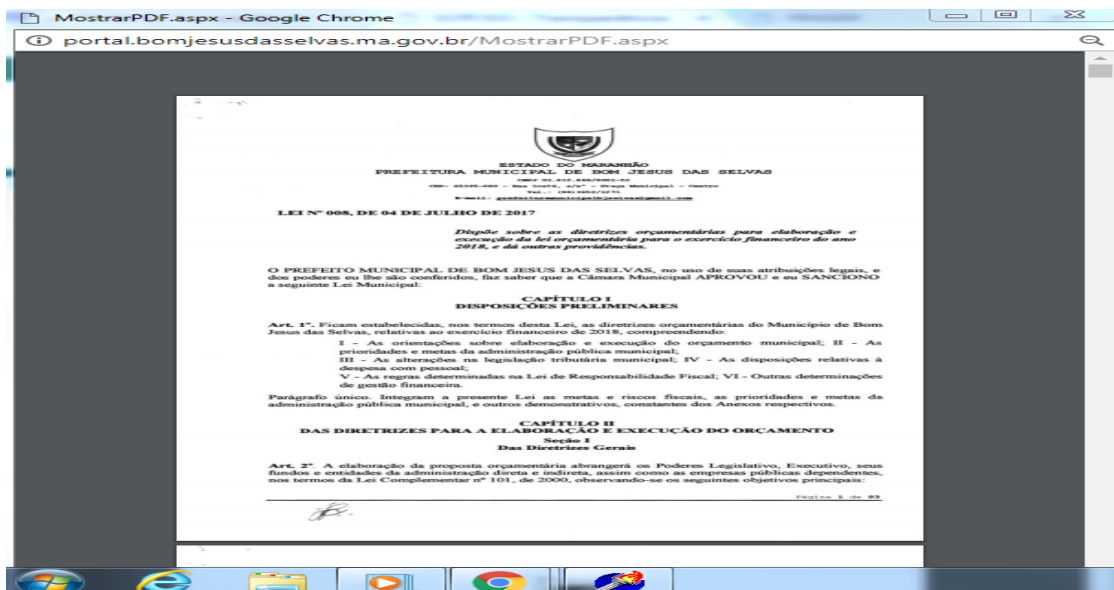 MostrarPDF.aspx - Google Chrome
portal.bomjesusdasselvas.ma.gov.br/MostrarPDF.aspx
ESTADO DO MARANHÃO
PREFEITURA MUNICIPAL DE BOM JESUS DAS SELVAS
Praça Municipal - Centro
LEI Nº 008, DE 04 DE JULHO DE 2017
Dispõe sobre as diretrizes orçamentárias para elaboração e
execução da lei orçamentária para o exercício financeiro do ano
2018, e dá outras providências.
O PREFEITO MUNICIPAL DE BOM JESUS DAS SELVAS, no uso de suas atribuições legais, e
dos poderes eu lhe são conferidos, faz saber que a Câmara Municipal APROVOU e eu SANCIONO
a seguinte Lei Municipal:
CAPÍTULO I
DISPOSIÇÕES PRELIMINARES
Art. 1º. Ficam estabelecidas, nos termos desta Lei, as diretrizes orçamentárias do Município de Bom
Jesus das Selvas, relativas ao exercício financeiro de 2018, compreendendo:
I - As orientações sobre elaboração e execução do orçamento municipal; II - As
prioridades e metas da administração pública municipal;
III - As alterações na legislação tributária municipal; IV - As disposições relativas à
despesa com pessoal;
V - As regras determinadas na Lei de Responsabilidade Fiscal; VI - Outras determinações
de gestão financeira.
Parágrafo único. Integram a presente Lei as metas e riscos fiscais, as prioridades e metas da
administração pública municipal, e outros demonstrativos, constantes dos Anexos respectivos.
CAPÍTULO II
DAS DIRETRIZES PARA A ELABORAÇÃO E EXECUÇÃO DO ORÇAMENTO
Seção I
Das Diretrizes Gerais
Art. 2º. A elaboração da proposta orçamentária abrangerá os Poderes Legislativo, Executivo, seus
fundos e entidades da administração direta e indireta, assim como as empresas públicas dependentes,
nos termos da Lei Complementar nº 101, de 2000, observando-se os seguintes objetivos principais:
Página 1 de 93